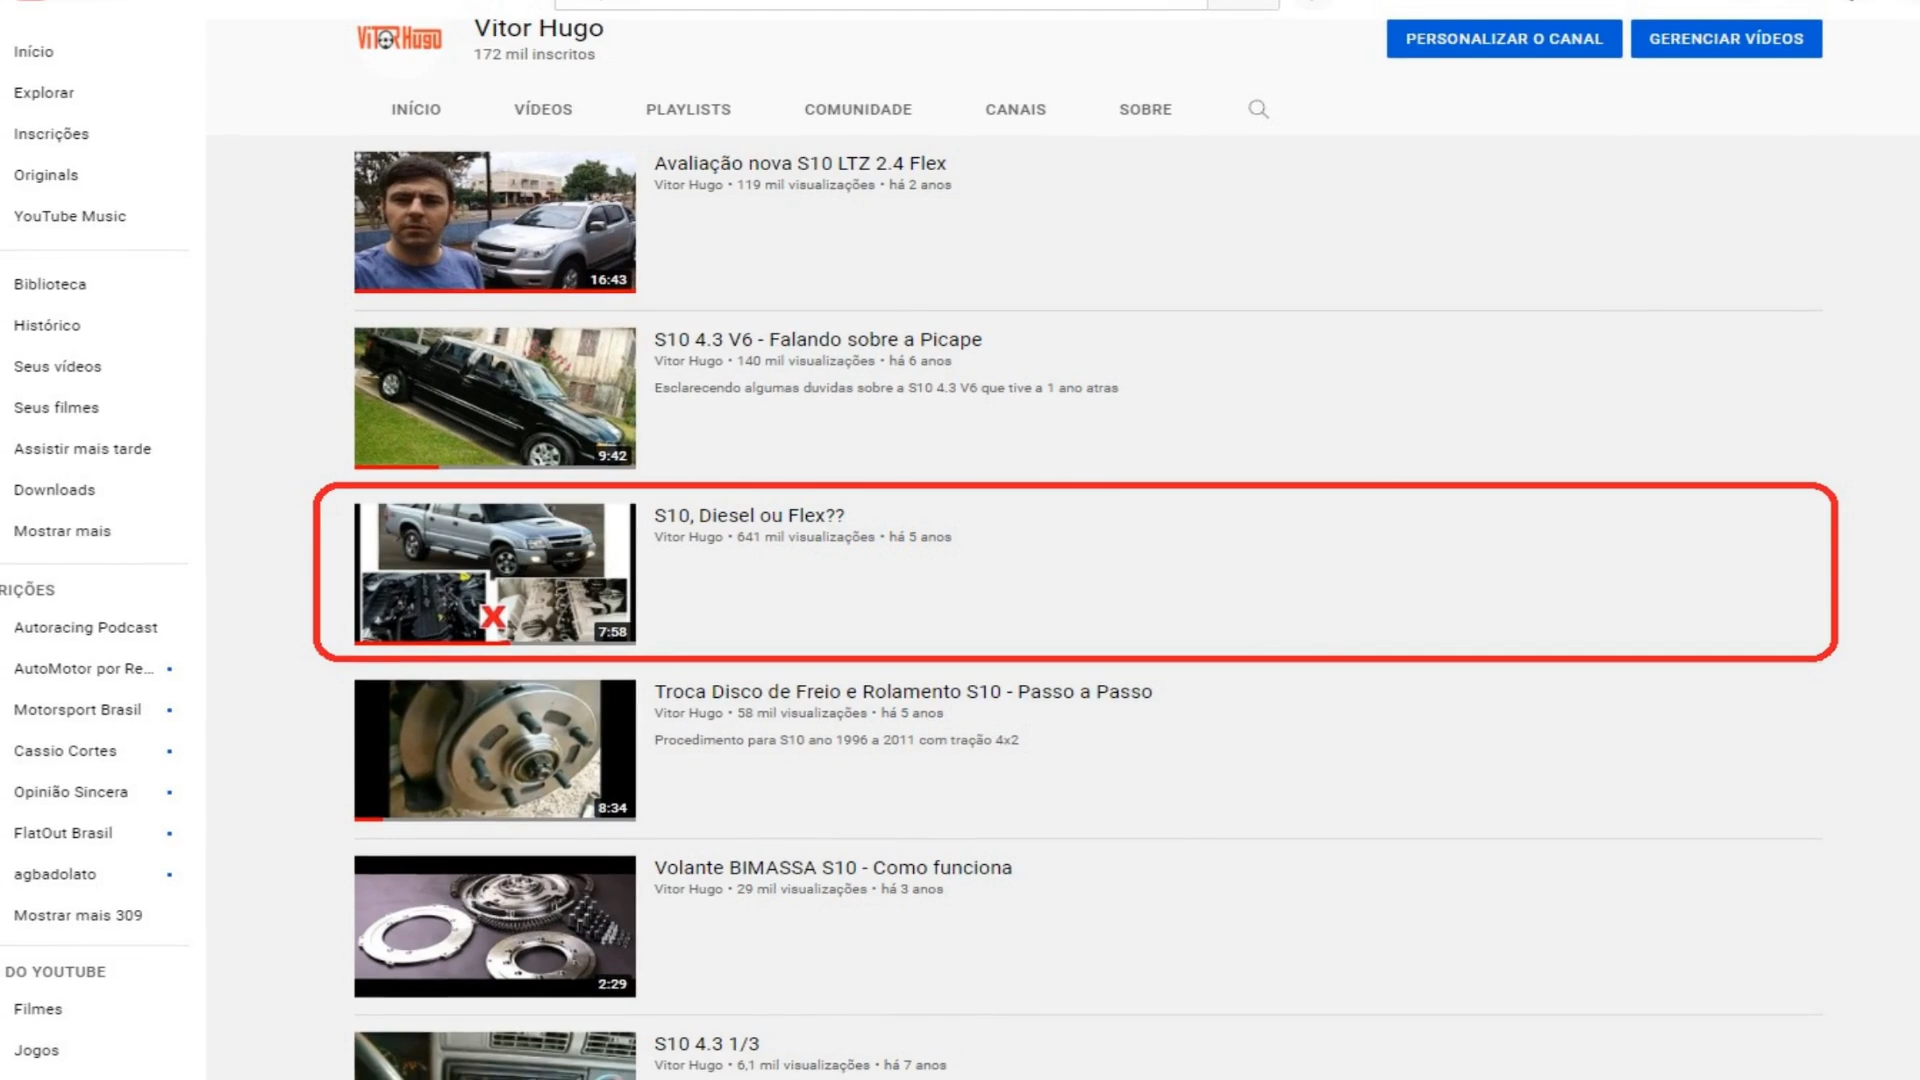 Início
Explorar
Inscrições
Originals
YouTube Music
Biblioteca
Histórico
Seus vídeos
Seus filmes
Assistir mais tarde
Downloads
Mostrar mais
RIÇÕES
Autoracing Podcast
AutoMotor por Re...
Motorsport Brasil
Cassio Cortes
Opinião Sincera
FlatOut Brasil
agbadolato
Mostrar mais 309
DO YOUTUBE
Filmes
Jogos
VITOR HUGO
Vitor Hugo
172 mil inscritos
PERSONALIZAR O CANAL
GERENCIAR VÍDEOS
INÍCIO
VÍDEOS
PLAYLISTS
COMUNIDADE
CANAIS
SOBRE
16:43
Avaliação nova S10 LTZ 2.4 Flex
Vitor Hugo • 119 mil visualizações • há 2 anos
9:42
S10 4.3 V6 - Falando sobre a Picape
Vitor Hugo • 140 mil visualizações • há 6 anos
Esclarecendo algumas duvidas sobre a S10 4.3 V6 que tive a 1 ano atras
X
7:58
S10, Diesel ou Flex??
Vitor Hugo • 641 mil visualizações • há 5 anos
8:34
Troca Disco de Freio e Rolamento S10 - Passo a Passo
Vitor Hugo • 58 mil visualizações • há 5 anos
Procedimento para S10 ano 1996 a 2011 com tração 4x2
2:29
Volante BIMASSA S10 - Como funciona
Vitor Hugo • 29 mil visualizações • há 3 anos
S10 4.3 1/3
Vitor Hugo • 6,1 mil visualizações • há 7 anos